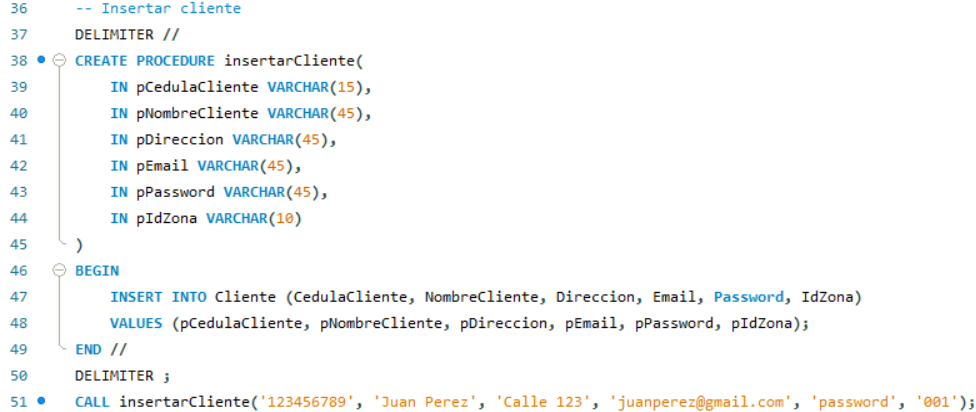 36 -- Insertar cliente
37 DELIMITER //
38 CREATE PROCEDURE insertarCliente(
39 IN pCedulaCliente VARCHAR(15),
40 IN pNombreCliente VARCHAR(45),
41 IN pDireccion VARCHAR(45),
42 IN pEmail VARCHAR(45),
43 IN pPassword VARCHAR(45),
44 IN pIdZona VARCHAR(10)
45 )
46 BEGIN
47 INSERT INTO Cliente (CedulaCliente, NombreCliente, Direccion, Email, Password, IdZona)
48 VALUES (pCedulaCliente, pNombreCliente, pDireccion, pEmail, pPassword, pIdZona);
49 END //
50 DELIMITER ;
51 CALL insertarCliente('123456789', 'Juan Perez', 'Calle 123', 'juanperez@gmail.com', 'password', '001');